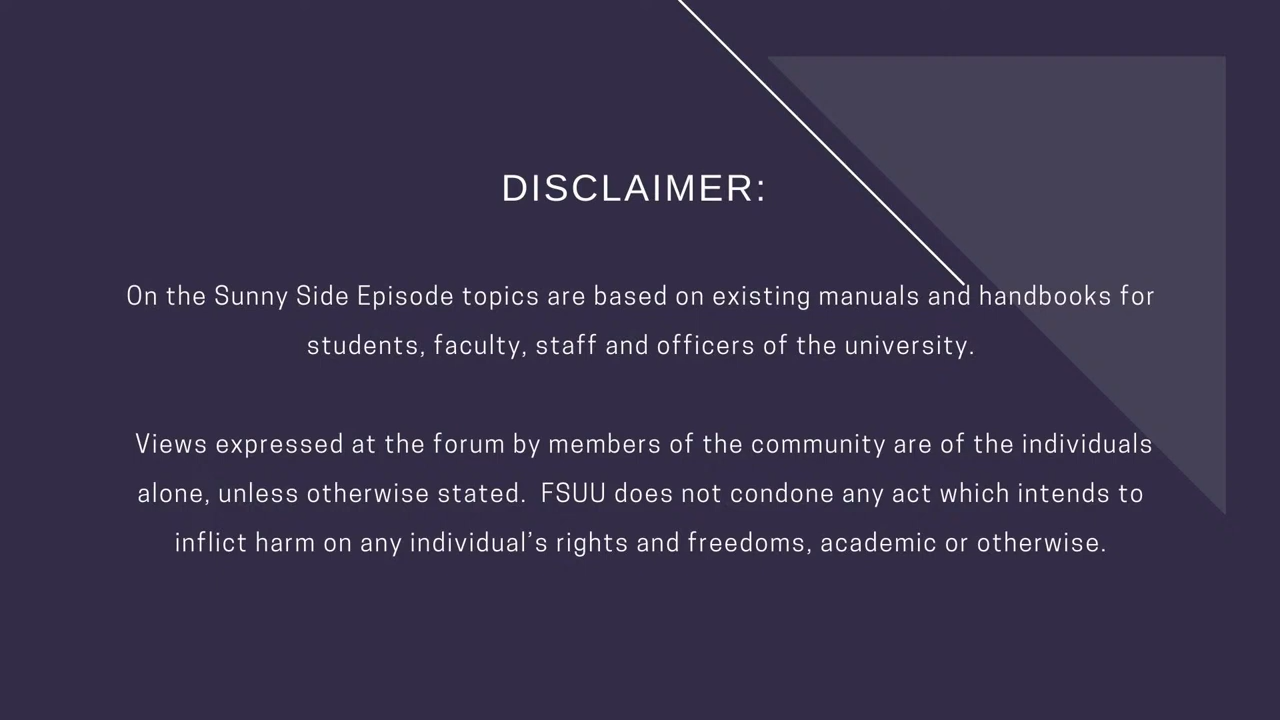 DISCLAIMER:
On the Sunny Side Episode topics are based on existing manuals and handbooks for
students, faculty, staff and officers of the university.
Views expressed at the forum by members of the community are of the individuals
alone, unless otherwise stated.  FSUU does not condone any act which intends to
inflict harm on any individual’s rights and freedoms, academic or otherwise.